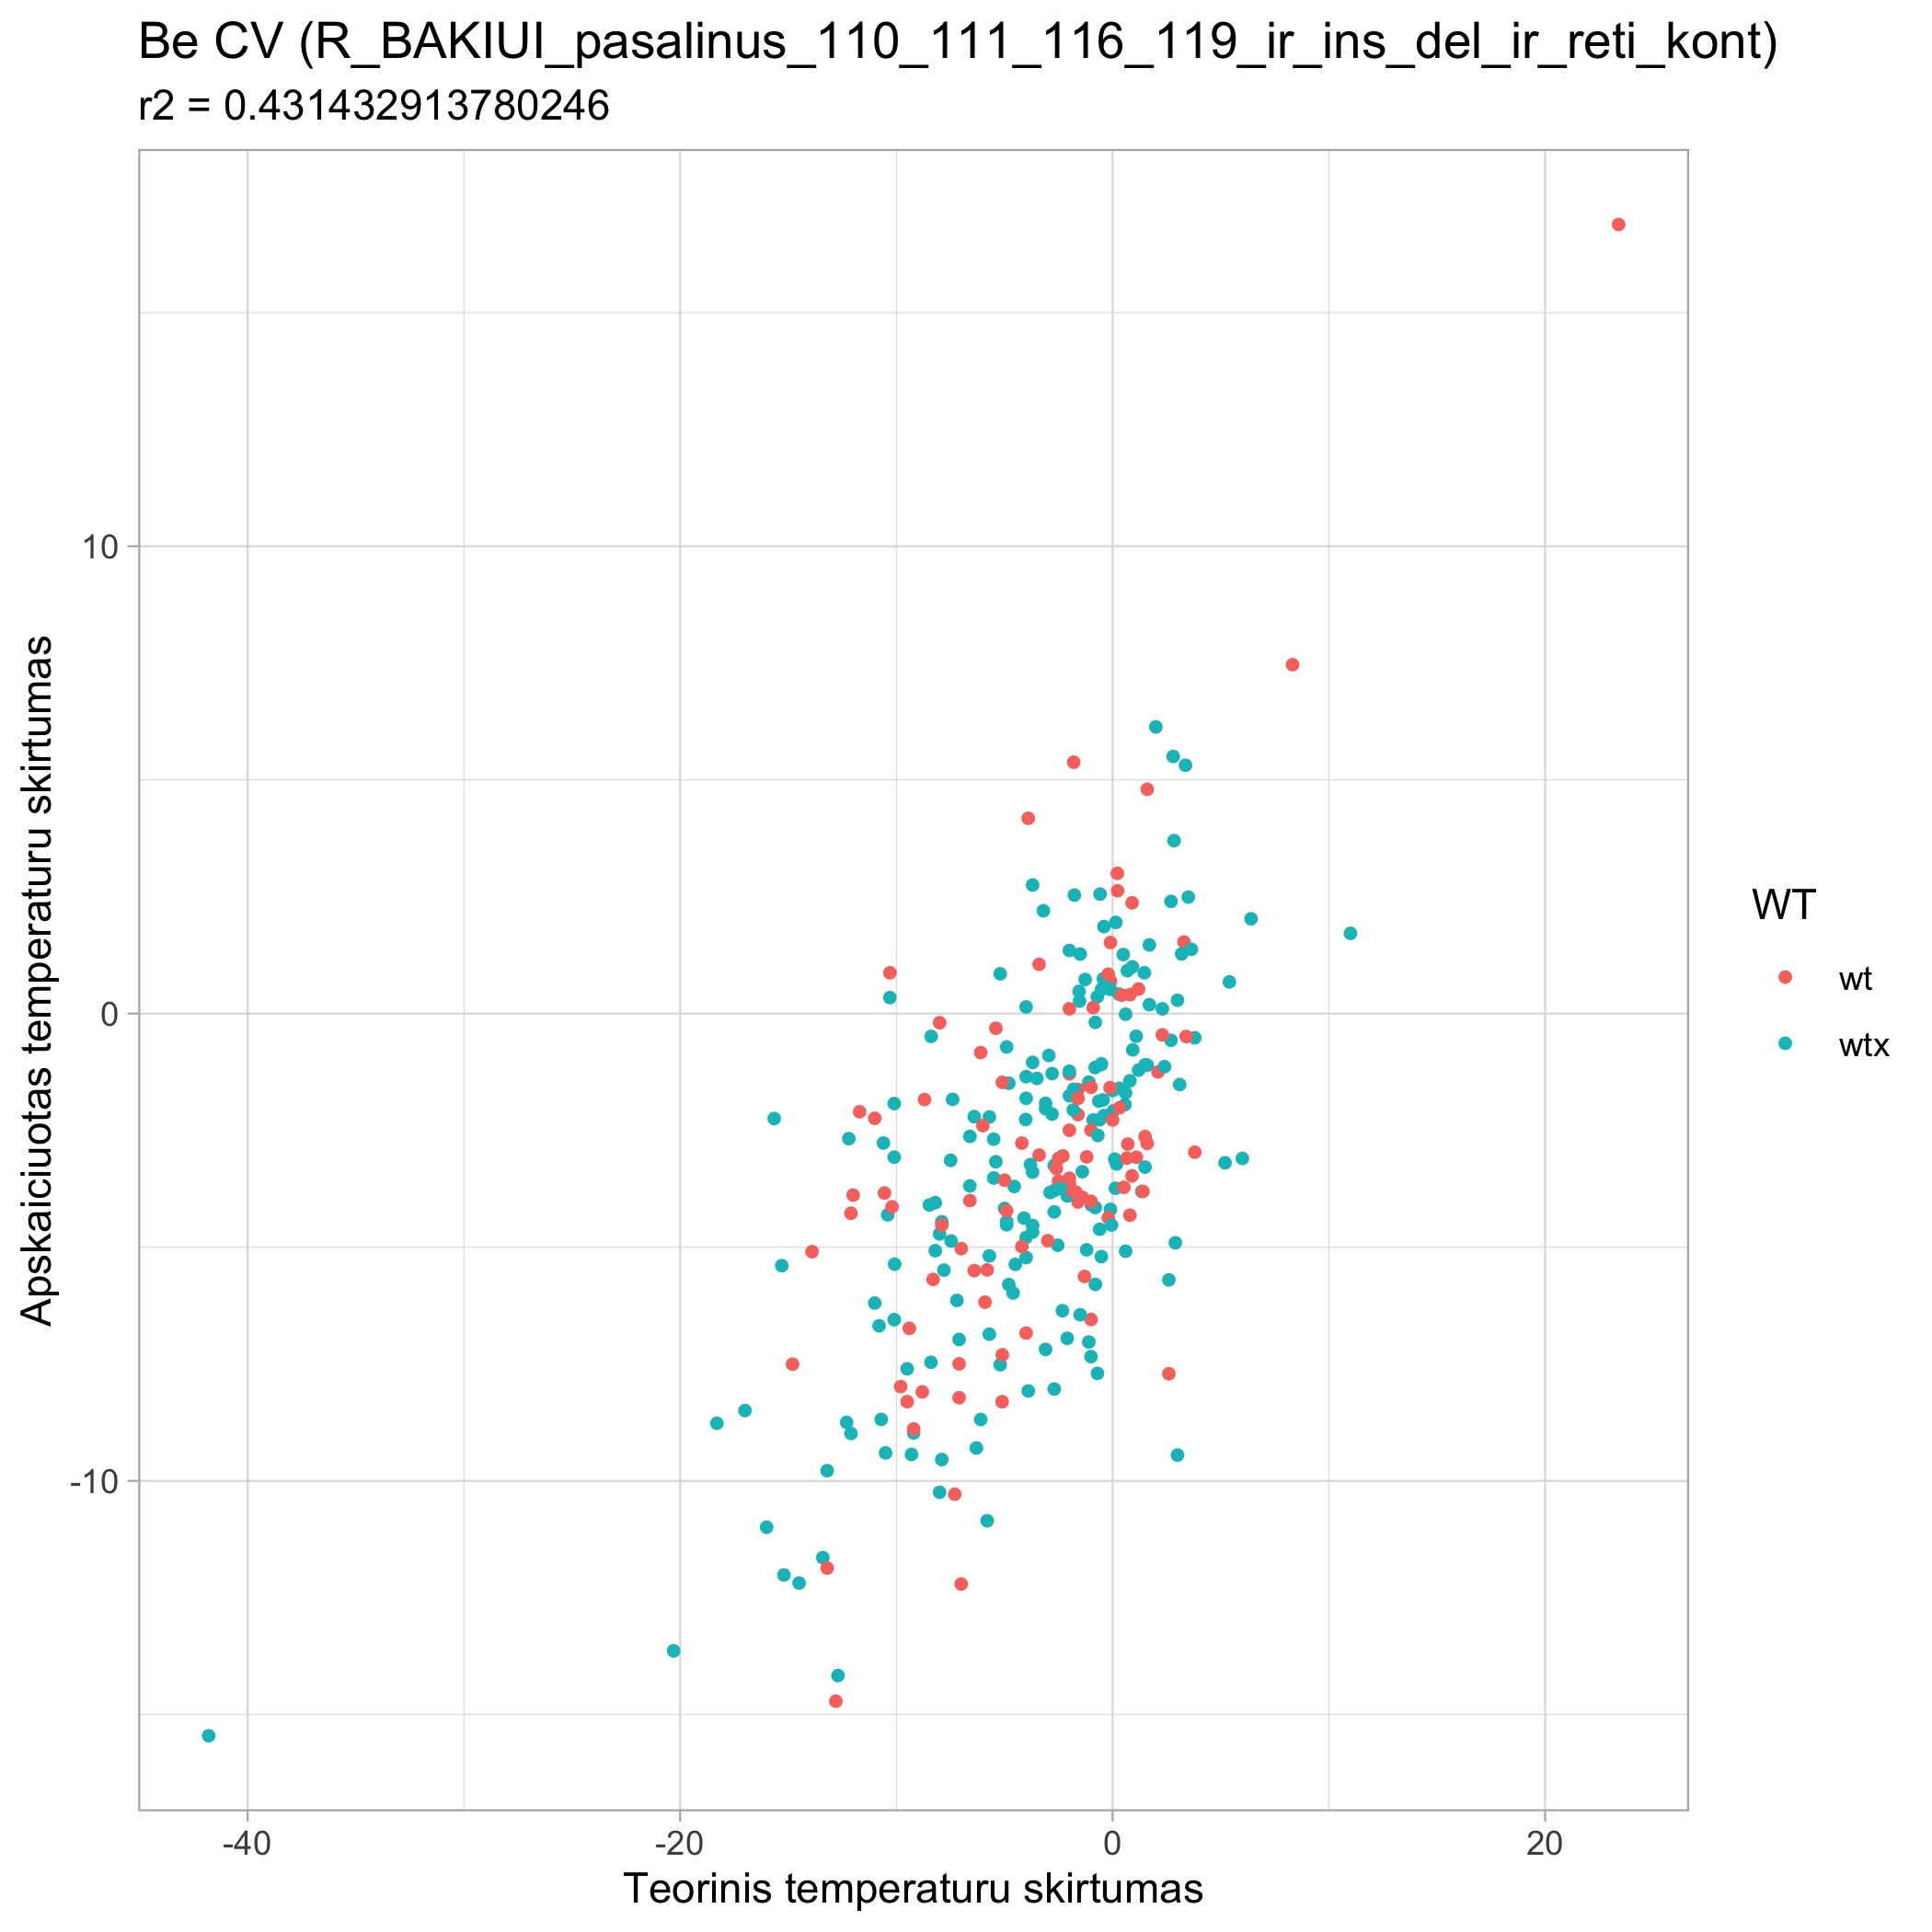 Be CV (R_BAKIUI_pasalinus_110_111_116_119_ir_ins_del_ir_reti_kont)
r2 = 0.431432913780246
Apskaiciuotas temperaturu skirtumas
10
0
-10
-40
-20
0
20
Teorinis temperaturu skirtumas
WT
wt
wtx